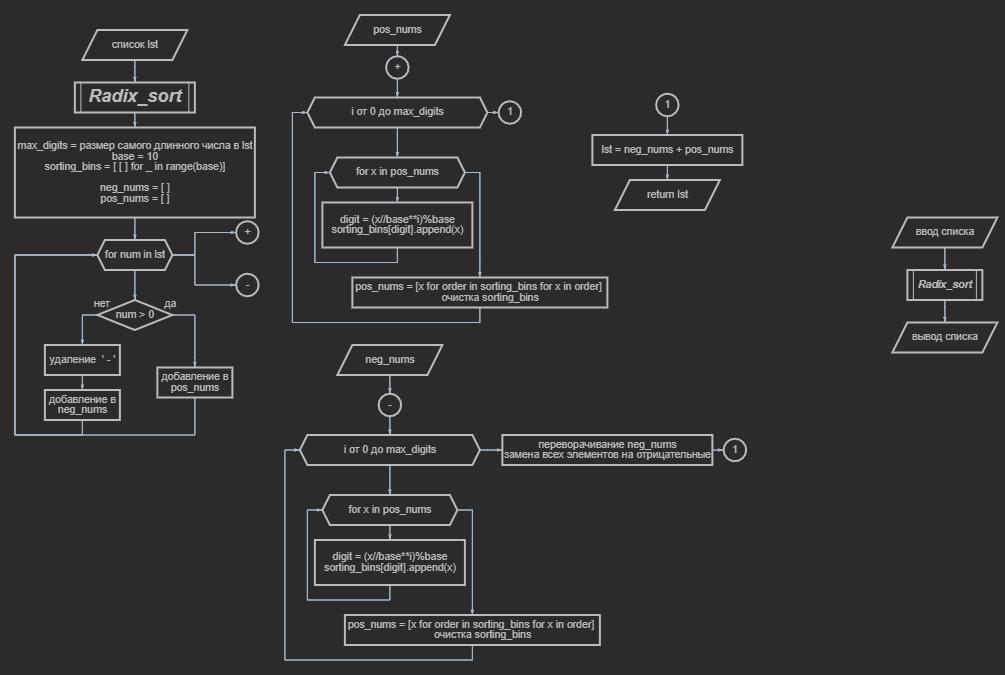 список lst
Radix_sort
max_digits = размер самого длинного числа в lst
base = 10
sorting_bins = [ [ ] for _ in range(base)]
neg_nums = [ ]
pos_nums = [ ]
for num in lst
+
-
нет
да
num > 0
удаление ' - '
добавление в
neg_nums
добавление в
pos_nums
pos_nums
+
i от 0 до max_digits
1
for x in pos_nums
digit = (x//base**i)%base
sorting_bins[digit].append(x)
pos_nums = [x for order in sorting_bins for x in order]
очистка sorting_bins
neg_nums
-
i от 0 до max_digits
переворачивание neg_nums
замена всех элементов на отрицательные
1
for x in pos_nums
digit = (x//base**i)%base
sorting_bins[digit].append(x)
pos_nums = [x for order in sorting_bins for x in order]
очистка sorting_bins
1
lst = neg_nums + pos_nums
return lst
ввод списка
Radix_sort
вывод списка